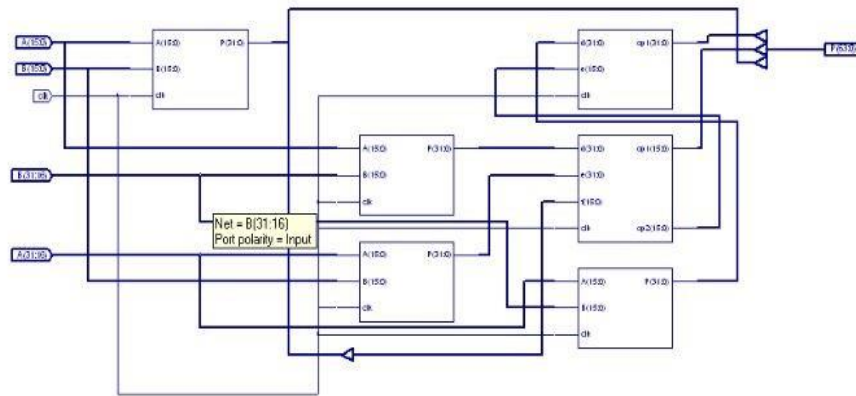 A(15:0)
B(15:0)
clk
B(31:16)
A(31:16)
A(15:0)
B(15:0)
clk
P(31:0)
A(15:0)
B(15:0)
clk
P(31:0)
Net = B(31:16)
Port polarity = Input
A(15:0)
B(15:0)
clk
P(31:0)
d(31:0)
e(15:0)
clk
op1(31:0)
d(31:0)
e(31:0)
f(15:0)
clk
op1(15:0)
op2(15:0)
A(15:0)
B(15:0)
clk
P(31:0)
P(63:0)